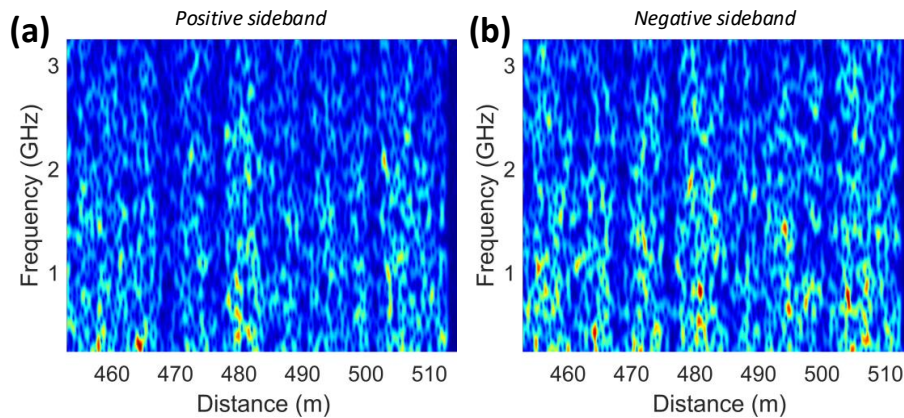 (a)
Positive sideband
Frequency (GHz)
3
2
1
460 470 480 490 500 510
Distance (m)
(b)
Negative sideband
Frequency (GHz)
3
2
1
460 470 480 490 500 510
Distance (m)